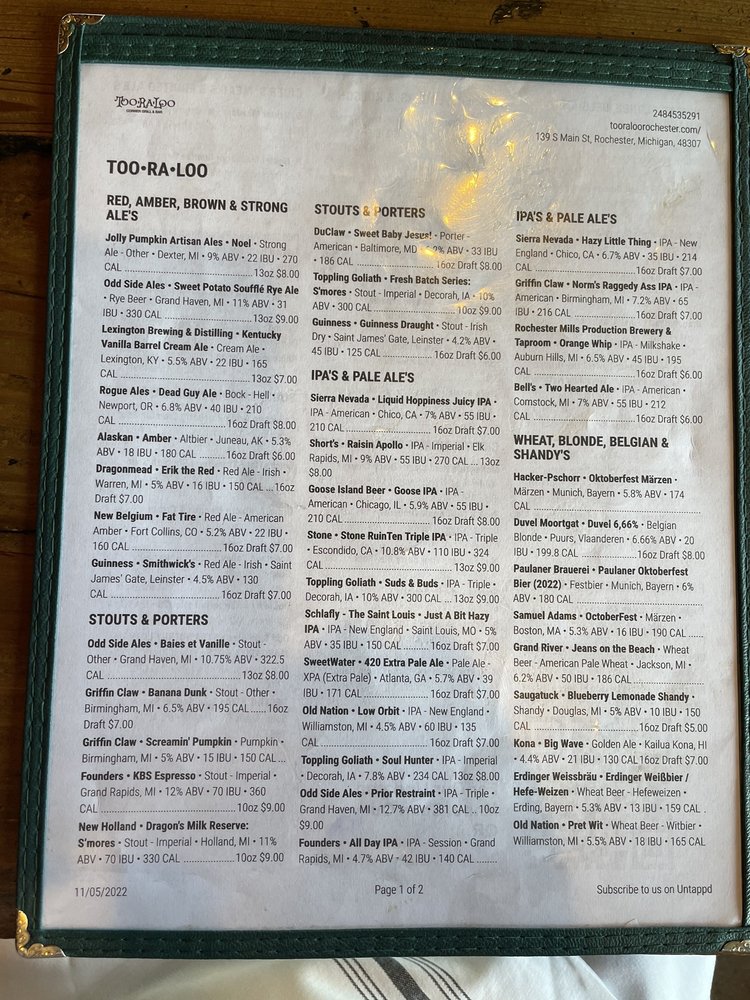 TOO·RA·LOO
2484535291
tooraloorochester.com/
139 S Main St, Rochester, Michigan, 48307
TOO•RA•LOO
RED, AMBER, BROWN & STRONG
ALE'S
Jolly Pumpkin Artisan Ales • Noel • Strong
Ale - Other • Dexter, MI • 9% ABV • 22 IBU • 270
CAL ........ 13oz $8.00
Odd Side Ales • Sweet Potato Soufflé Rye Ale
• Rye Beer • Grand Haven, MI • 11% ABV • 31
IBU • 330 CAL ........ 13oz $9.00
Lexington Brewing & Distilling • Kentucky
Vanilla Barrel Cream Ale • Cream Ale •
Lexington, KY • 5.5% ABV • 22 IBU • 165
CAL ........ 13oz $7.00
Rogue Ales • Dead Guy Ale • Bock - Hell •
Newport, OR • 6.8% ABV • 40 IBU • 210
CAL ........ 16oz Draft $8.00
Alaskan • Amber • Altbier • Juneau, AK • 5.3%
ABV • 18 IBU • 180 CAL ........ 16oz Draft $6.00
Dragonmead • Erik the Red • Red Ale - Irish •
Warren, MI • 5% ABV • 16 IBU • 150 CAL ... 16oz
Draft $7.00
New Belgium • Fat Tire • Red Ale - American
Amber • Fort Collins, CO • 5.2% ABV • 22 IBU •
160 CAL ........ 16oz Draft $7.00
Guinness • Smithwick's • Red Ale - Irish • Saint
James' Gate, Leinster • 4.5% ABV • 130
CAL ........ 16oz Draft $7.00
STOUTS & PORTERS
Odd Side Ales • Baies et Vanille • Stout -
Other • Grand Haven, MI • 10.75% ABV • 322.5
CAL ........ 13oz $8.00
Griffin Claw • Banana Dunk • Stout - Other •
Birmingham, MI • 6.5% ABV • 195 CAL ...... 16oz
Draft $7.00
Griffin Claw • Screamin' Pumpkin • Pumpkin •
Birmingham, MI • 5% ABV • 15 IBU • 150 CAL ...
Founders • KBS Espresso • Stout - Imperial •
Grand Rapids, MI • 12% ABV • 70 IBU • 360
CAL ........ 10oz $9.00
New Holland • Dragon's Milk Reserve:
S'mores • Stout - Imperial • Holland, MI • 11%
ABV • 70 IBU • 330 CAL ........ 10oz $9.00
STOUTS & PORTERS
DuClaw • Sweet Baby Jesus! • Porter -
American • Baltimore, MD • ABV • 33 IBU
• 186 CAL ........ 16oz Draft $8.00
Toppling Goliath • Fresh Batch Series:
S'mores • Stout - Imperial • Decorah, IA • 10%
ABV • 300 CAL ........ 10oz $9.00
Guinness • Guinness Draught • Stout - Irish
Dry • Saint James' Gate, Leinster • 4.2% ABV •
45 IBU • 125 CAL ........ 16oz Draft $6.00
IPA'S & PALE ALE'S
Sierra Nevada • Liquid Hoppiness Juicy IPA •
IPA - American • Chico, CA • 7% ABV • 55 IBU •
210 CAL ........ 16oz Draft $7.00
Short's • Raisin Apollo • IPA - Imperial • Elk
Rapids, MI • 9% ABV • 55 IBU • 270 CAL ... 13oz
$8.00
Goose Island Beer • Goose IPA • IPA -
American • Chicago, IL • 5.9% ABV • 55 IBU •
210 CAL ........ 16oz Draft $8.00
Stone • Stone RuinTen Triple IPA • IPA - Triple
• Escondido, CA • 10.8% ABV • 110 IBU • 324
CAL ........ 13oz $9.00
Toppling Goliath • Suds & Buds • IPA - Triple •
Decorah, IA • 10% ABV • 300 CAL ... 13oz $9.00
Schlafly - The Saint Louis • Just A Bit Hazy
IPA • IPA - New England • Saint Louis, MO • 5%
ABV • 35 IBU • 150 CAL ........ 16oz Draft $7.00
SweetWater • 420 Extra Pale Ale • Pale Ale -
XPA (Extra Pale) • Atlanta, GA • 5.7% ABV • 39
IBU • 171 CAL ........ 16oz Draft $7.00
Old Nation • Low Orbit • IPA - New England •
Williamston, MI • 4.5% ABV • 60 IBU • 135
CAL ........ 16oz Draft $7.00
Toppling Goliath • Soul Hunter • IPA - Imperial
• Decorah, IA • 7.8% ABV • 234 CAL 13oz $8.00
Odd Side Ales • Prior Restraint • IPA - Triple •
Grand Haven, MI • 12.7% ABV • 381 CAL .. 10oz
$9.00
Founders • All Day IPA • IPA - Session • Grand
Rapids, MI • 4.7% ABV • 42 IBU • 140 CAL ........
IPA'S & PALE ALE'S
Sierra Nevada • Hazy Little Thing • IPA - New
England • Chico, CA • 6.7% ABV • 35 IBU • 214
CAL ........ 16oz Draft $7.00
Griffin Claw • Norm's Raggedy Ass IPA • IPA -
American • Birmingham, MI • 7.2% ABV • 65
IBU • 216 CAL ........ 16oz Draft $7.00
Rochester Mills Production Brewery &
Taproom • Orange Whip • IPA - Milkshake •
Auburn Hills, MI • 6.5% ABV • 45 IBU • 195
CAL ........ 16oz Draft $6.00
Bell's • Two Hearted Ale • IPA - American •
Comstock, MI • 7% ABV • 55 IBU • 212
CAL ........ 16oz Draft $6.00
WHEAT, BLONDE, BELGIAN &
SHANDY'S
Hacker-Pschorr • Oktoberfest Märzen •
Märzen • Munich, Bayern • 5.8% ABV • 174
CAL ........
Duvel Moortgat • Duvel 6,66% • Belgian
Blonde • Puurs, Vlaanderen • 6.66% ABV • 20
IBU • 199.8 CAL ........ 16oz Draft $8.00
Paulaner Brauerei • Paulaner Oktoberfest
Bier (2022) • Festbier • Munich, Bayern • 6%
ABV • 180 CAL ........
Samuel Adams • OctoberFest • Märzen •
Boston, MA • 5.3% ABV • 16 IBU • 190 CAL ......
Grand River • Jeans on the Beach • Wheat
Beer - American Pale Wheat • Jackson, MI •
6.2% ABV • 50 IBU • 186 CAL ........
Saugatuck • Blueberry Lemonade Shandy •
Shandy • Douglas, MI • 5% ABV • 10 IBU • 150
CAL ........ 16oz Draft $5.00
Kona • Big Wave • Golden Ale • Kailua Kona, HI
• 4.4% ABV • 21 IBU • 130 CAL 16oz Draft $7.00
Erdinger Weissbräu • Erdinger Weißbier /
Hefe-Weizen • Wheat Beer - Hefeweizen •
Erding, Bayern • 5.3% ABV • 13 IBU • 159 CAL .
Old Nation • Pret Wit • Wheat Beer - Witbier •
Williamston, MI • 5.5% ABV • 18 IBU • 165 CAL
11/05/2022
Page 1 of 2
Subscribe to us on Untappd